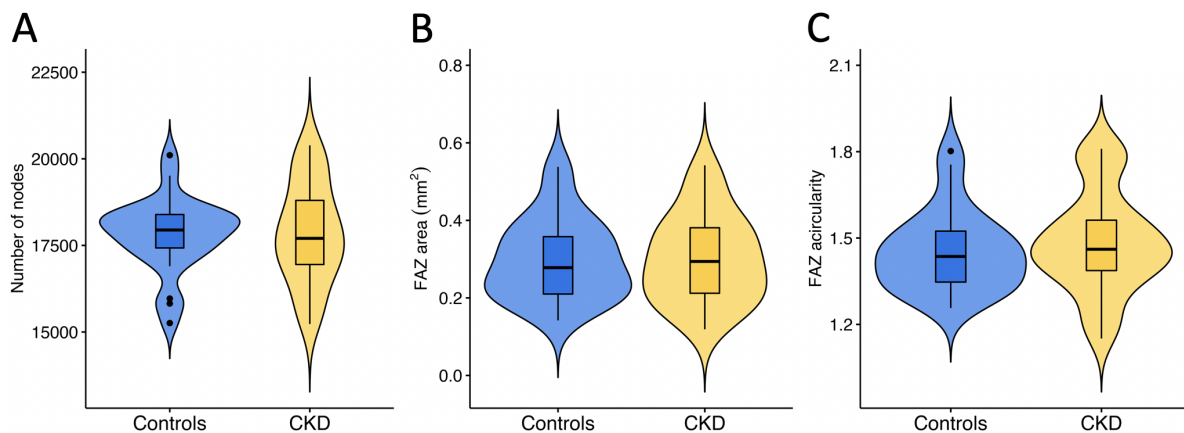 A
Number of nodes
22500
20000
17500
15000
Controls CKD
B
FAZ area (mm²)
0.8
0.6
0.4
0.2
0.0
Controls CKD
C
FAZ acircularity
2.1
1.8
1.5
1.2
Controls CKD